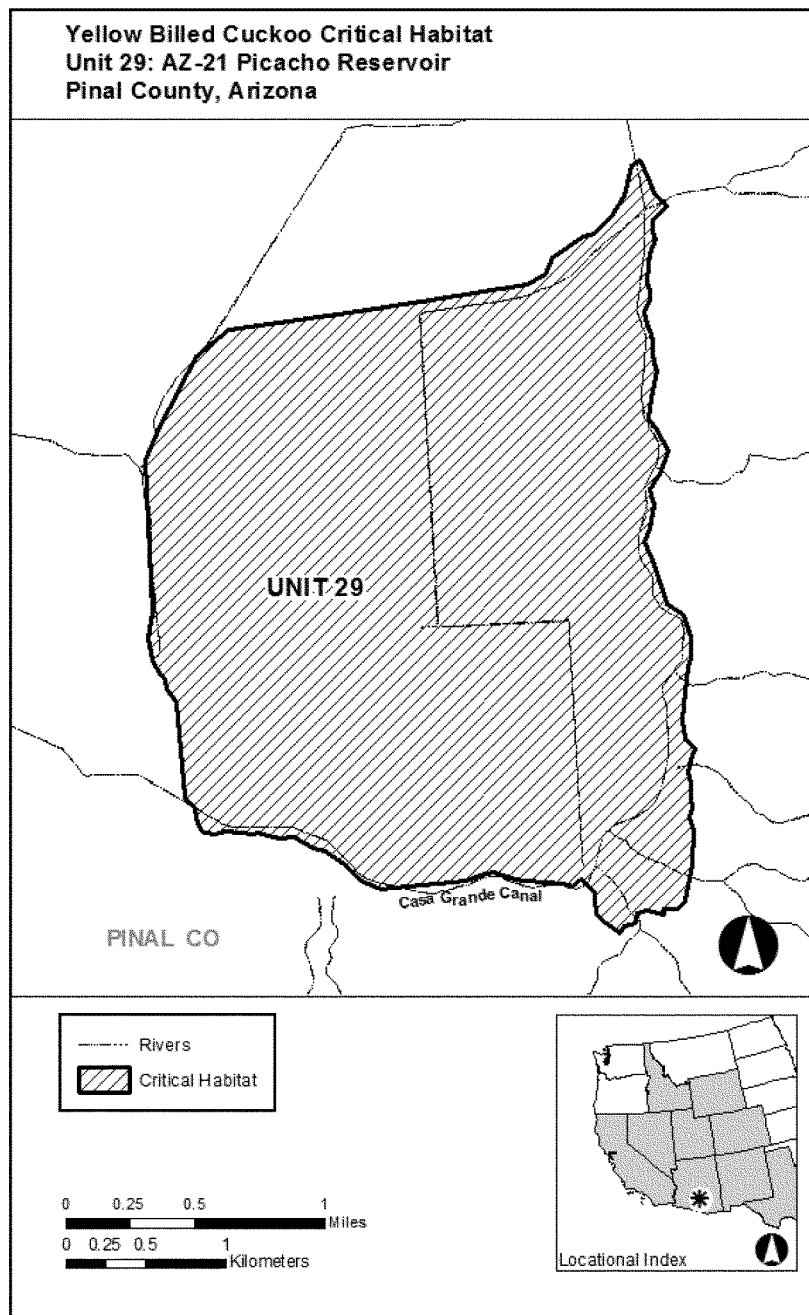 Yellow Billed Cuckoo Critical Habitat
Unit 29: AZ-21 Picacho Reservoir
Pinal County, Arizona
UNIT 29
Casa Grande Canal
PINAL CO
Rivers
Critical Habitat
0 0.25 0.5 1
Miles
0 0.25 0.5 1
Kilometers
Locational Index